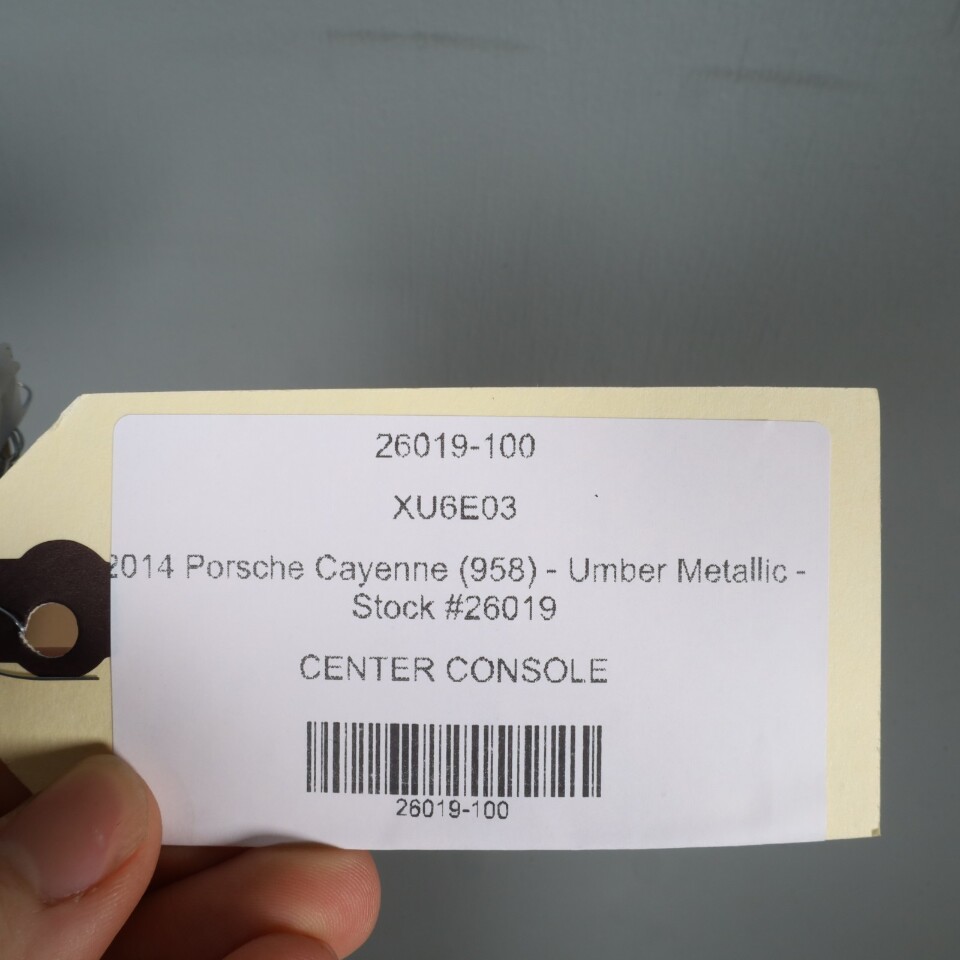 26019-100
XU6E03
2014 Porsche Cayenne (958) - Umber Metallic -
Stock #26019
CENTER CONSOLE
26019-100